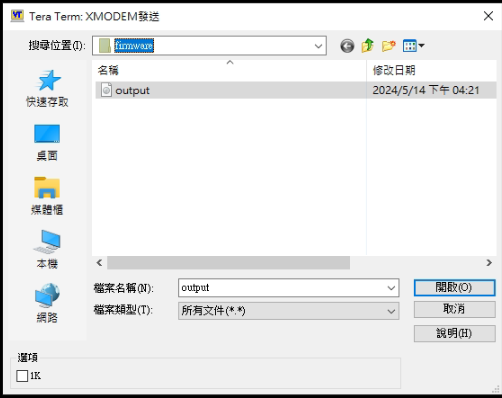 Tera Term: XMODEM發送
搜尋位置(I):
firmware
名稱
修改日期
output
2024/5/14 下午 04:21
快速存取
桌面
媒體櫃
本機
網路
檔案名稱(N):
output
開啟(O)
檔案類型(T):
所有文件(*.*)
取消
說明(H)
選項
1K